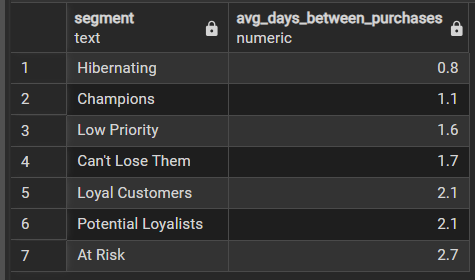 segment avg_days_between_purchases
text numeric
1 Hibernating 0.8
2 Champions 1.1
3 Low Priority 1.6
4 Can't Lose Them 1.7
5 Loyal Customers 2.1
6 Potential Loyalists 2.1
7 At Risk 2.7